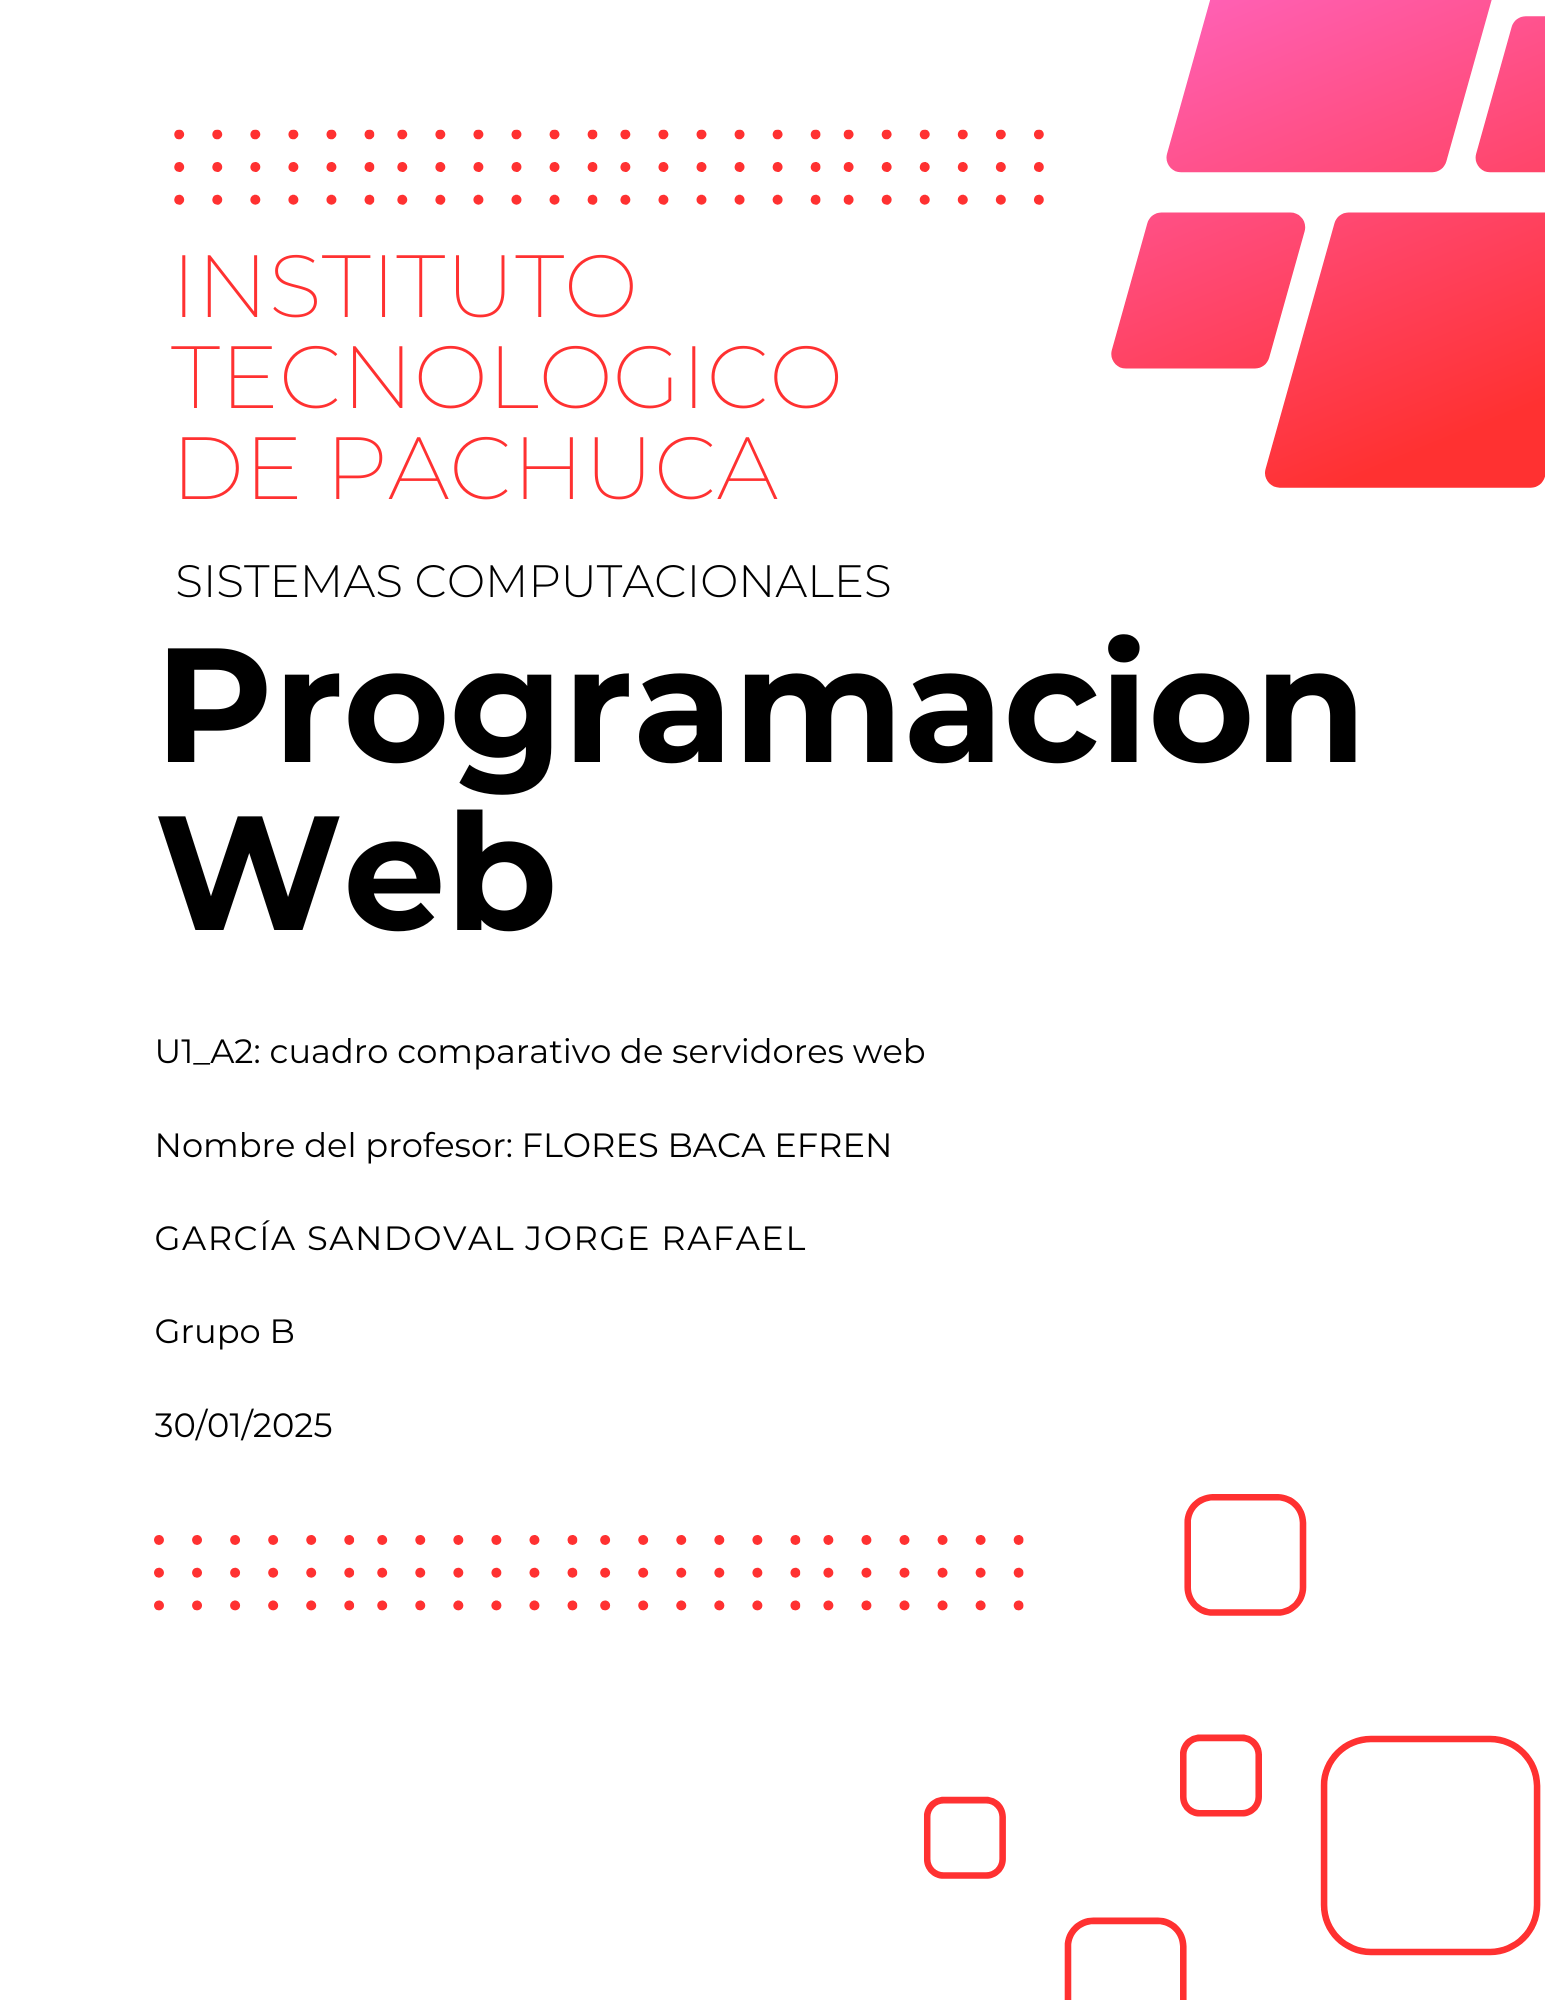 INSTITUTO
TECNOLOGICO
DE PACHUCA
SISTEMAS COMPUTACIONALES
Programacion
Web
U1_A2: cuadro comparativo de servidores web
Nombre del profesor: FLORES BACA EFREN
GARCÍA SANDOVAL JORGE RAFAEL
Grupo B
30/01/2025